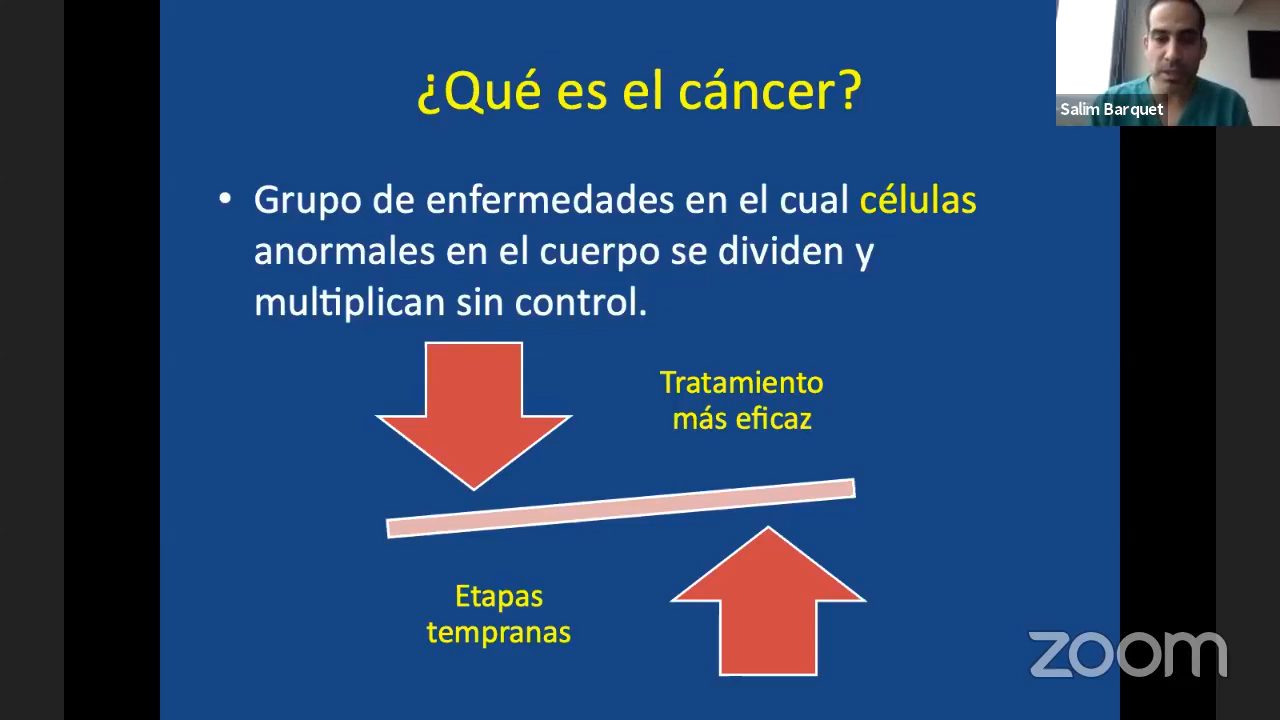 ¿Qué es el cáncer?
Salim Barquet
• Grupo de enfermedades en el cual células
anormales en el cuerpo se dividen y
multiplican sin control.
Tratamiento
más eficaz
Etapas
tempranas
zoom